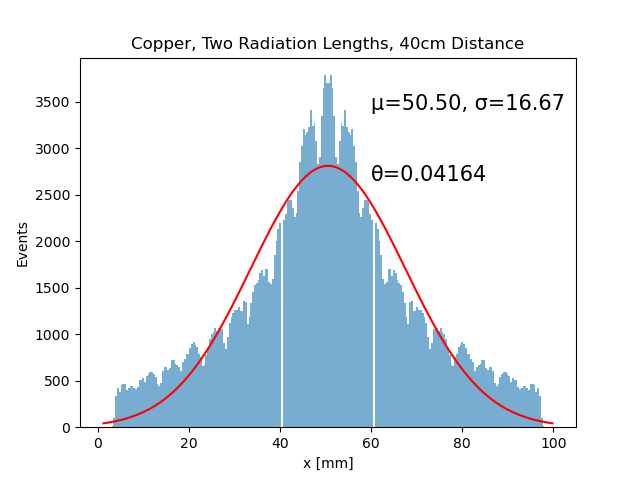 Copper, Two Radiation Lengths, 40cm Distance
μ=50.50, σ=16.67
θ=0.04164
Events
3500
3000
2500
2000
1500
1000
500
0
0 20 40 60 80 100
x [mm]